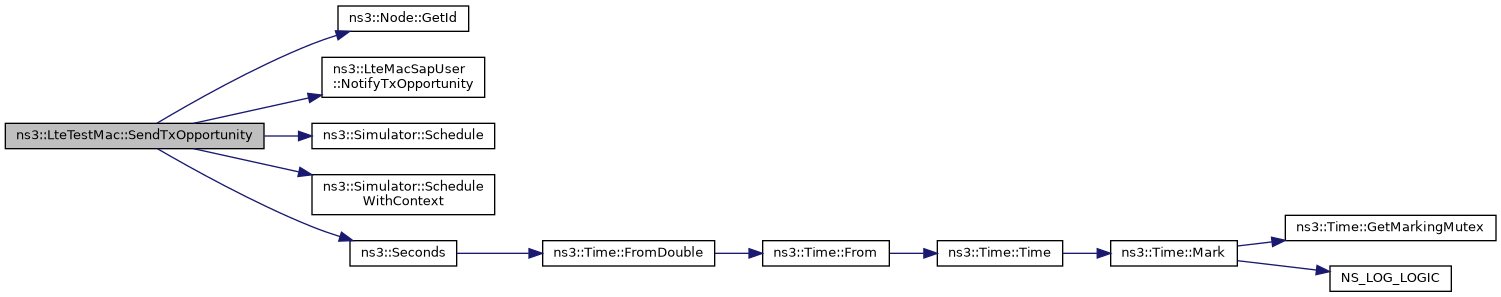 ns3::Node::GetId
ns3::LteMacSapUser
::NotifyTxOpportunity
ns3::LteTestMac::SendTxOpportunity
ns3::Simulator::Schedule
ns3::Simulator::Schedule
WithContext
ns3::Seconds
ns3::Time::FromDouble
ns3::Time::From
ns3::Time::Time
ns3::Time::Mark
ns3::Time::GetMarkingMutex
NS_LOG_LOGIC